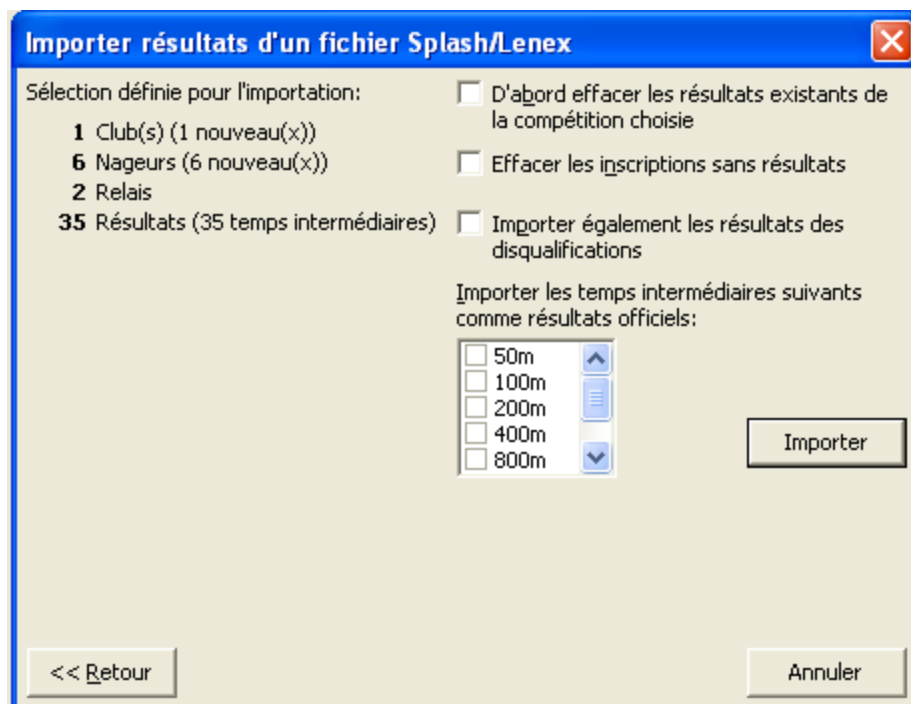 Importer résultats d'un fichier Splash/Lenex
Sélection définie pour l'importation:
1 Club(s) (1 nouveau(x))
6 Nageurs (6 nouveau(x))
2 Relais
35 Résultats (35 temps intermédiaires)
D'abord effacer les résultats existants de
la compétition choisie
Effacer les inscriptions sans résultats
Importer également les résultats des
disqualifications
Importer les temps intermédiaires suivants
comme résultats officiels:
50m
100m
200m
400m
800m
Importer
<< Retour
Annuler